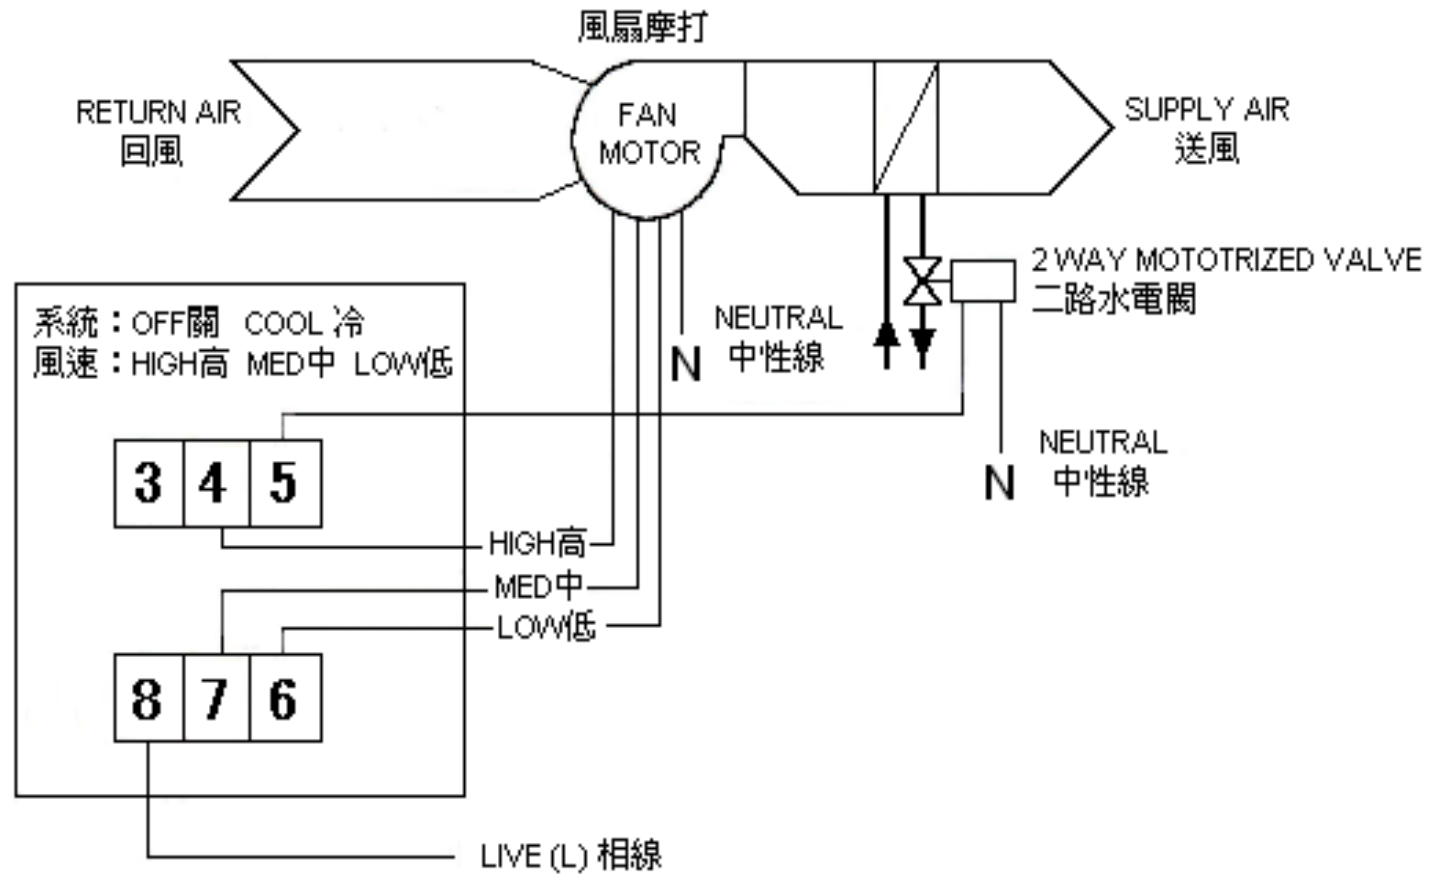 風扇摩打
FAN
MOTOR
RETURN AIR
回風
SUPPLY AIR
送風
2 WAY MOTOTRIZED VALVE
二路水電閥
系統：OFF關 COOL 冷
風速：HIGH高 MED中 LOW低
NEUTRAL
中性線
N
NEUTRAL
中性線
N
3 4 5
HIGH高
MED中
LOW低
8 7 6
LIVE (L) 相線